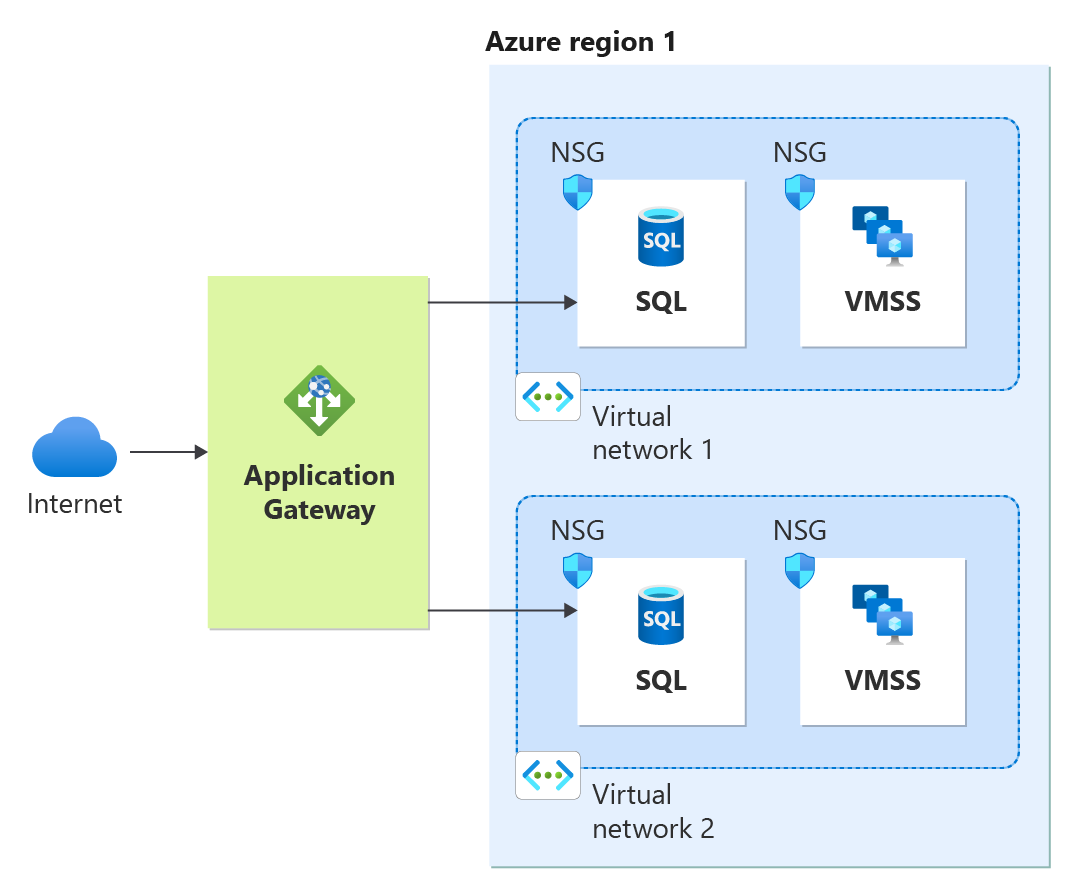 Azure region 1
NSG
NSG
SQL
SQL
VMSS
Virtual
network 1
Internet
Application
Gateway
NSG
NSG
SQL
SQL
VMSS
Virtual
network 2